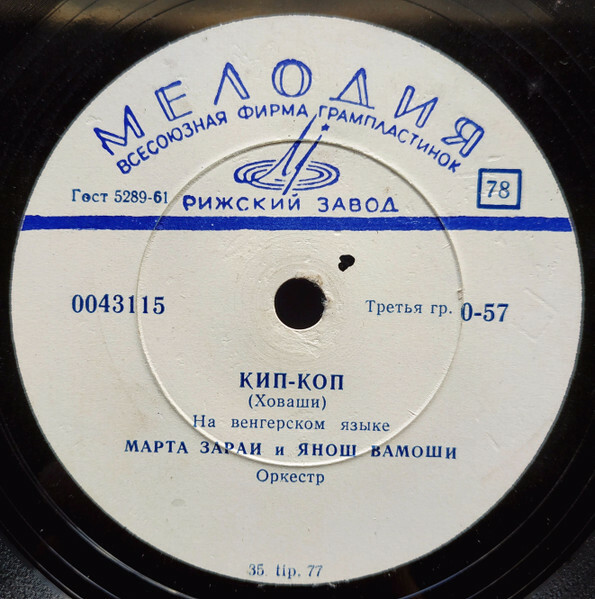 МЕЛОДИЯ
ВСЕСОЮЗНАЯ ФИРМА ГРАМПЛАСТИНОК
Гост 5289-61
РИЖСКИЙ ЗАВОД
78
0043115
Третья гр. 0-57
КИП-КОП
(Ховаши)
На венгерском языке
МАРТА ЗАРАИ и ЯНОШ ВАМОШИ
Оркестр
35. tip. 77